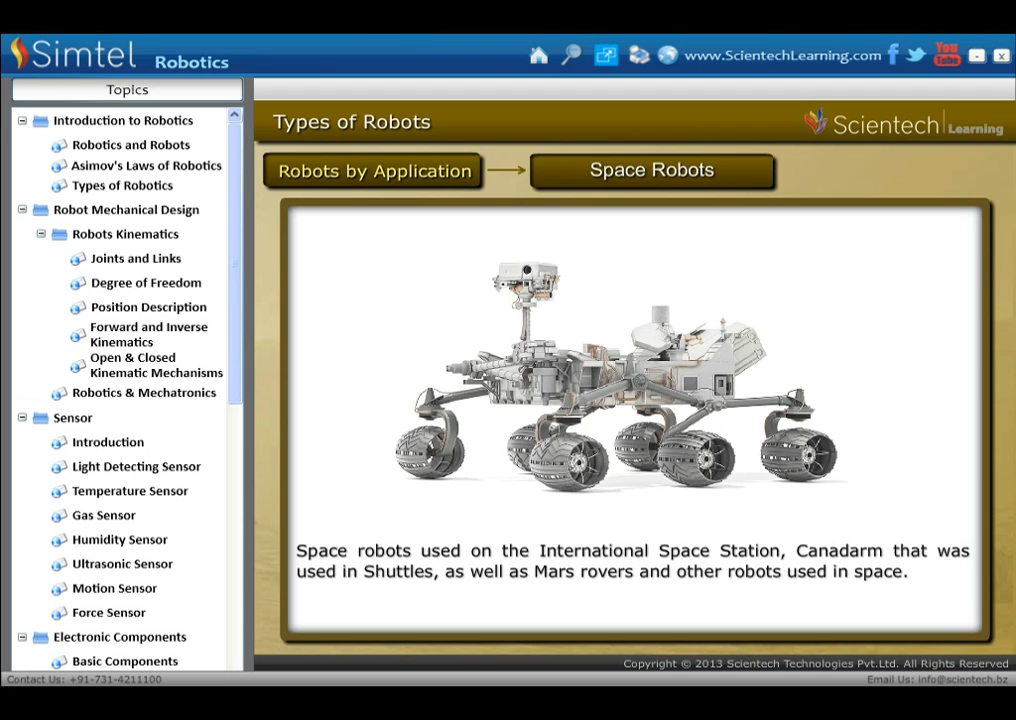 Simtel Robotics
www.ScientechLearning.com
You
Tube
Topics
Introduction to Robotics
Robotics and Robots
Asimov's Laws of Robotics
Types of Robotics
Robot Mechanical Design
Robots Kinematics
Joints and Links
Degree of Freedom
Position Description
Forward and Inverse
Kinematics
Open & Closed
Kinematic Mechanisms
Robotics & Mechatronics
Sensor
Introduction
Light Detecting Sensor
Temperature Sensor
Gas Sensor
Humidity Sensor
Ultrasonic Sensor
Motion Sensor
Force Sensor
Electronic Components
Basic Components
Types of Robots
Scientech Learning
Robots by Application
Space Robots
Space robots used on the International Space Station, Canadarm that was
used in Shuttles, as well as Mars rovers and other robots used in space.
Copyright © 2013 Scientech Technologies Pvt.Ltd. All Rights Reserved
Contact Us: +91-731-4211100
Email Us: info@scientech.bz